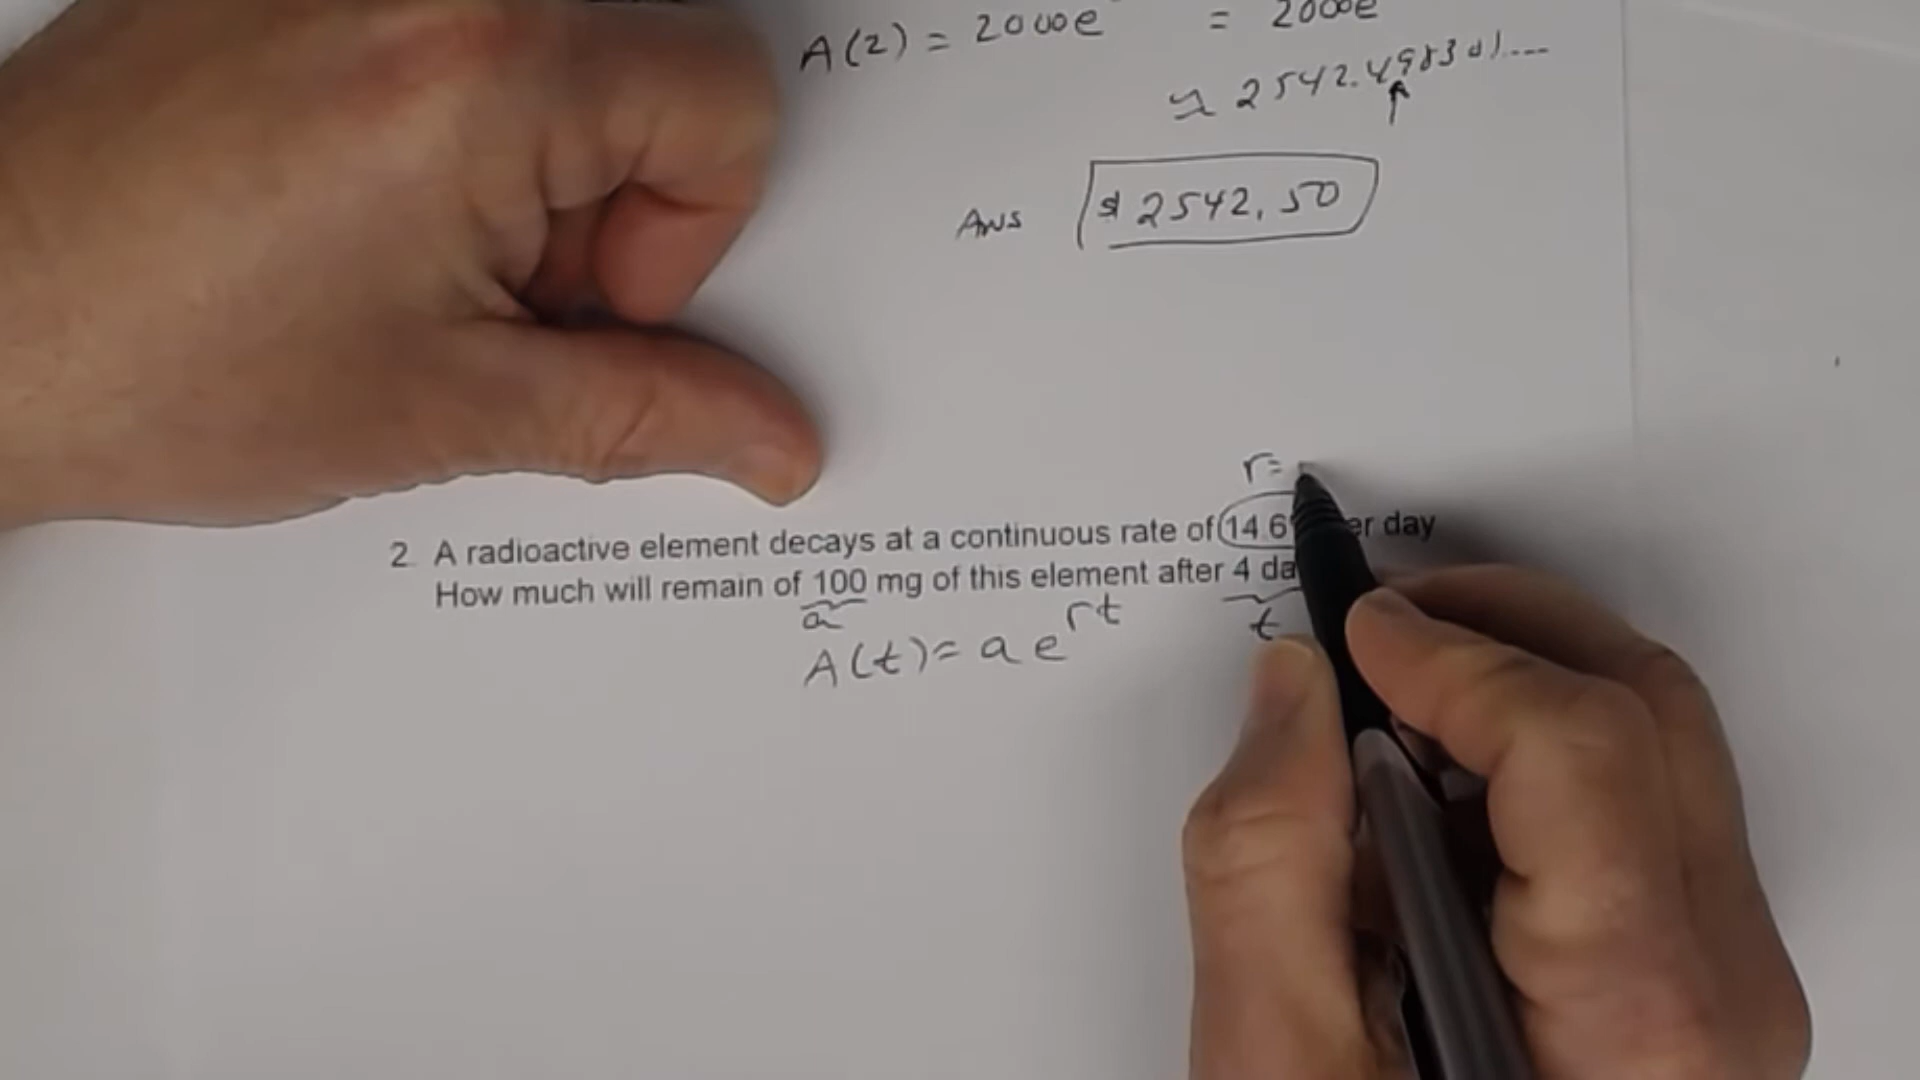 A(2) = 2000e = 2000e
≈ 2542.49830)....
Ans $2542.50
r=
2 A radioactive element decays at a continuous rate of 14.6 er day
How much will remain of 100 mg of this element after 4 da
a t
A(t)= a e^rt